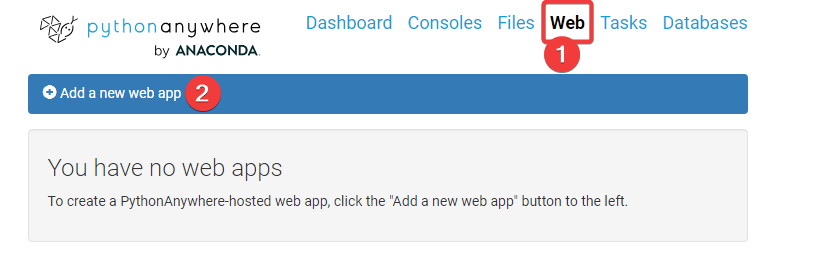 pythonanywhere Dashboard Consoles Files Web Tasks Databases
by ANACONDA.
1
Add a new web app 2
You have no web apps
To create a PythonAnywhere-hosted web app, click the "Add a new web app" button to the left.